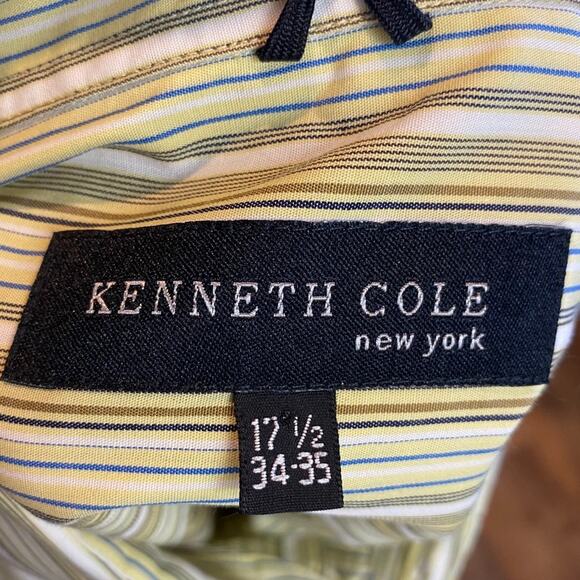 KENNETH COLE
new york
17 ½
34-35